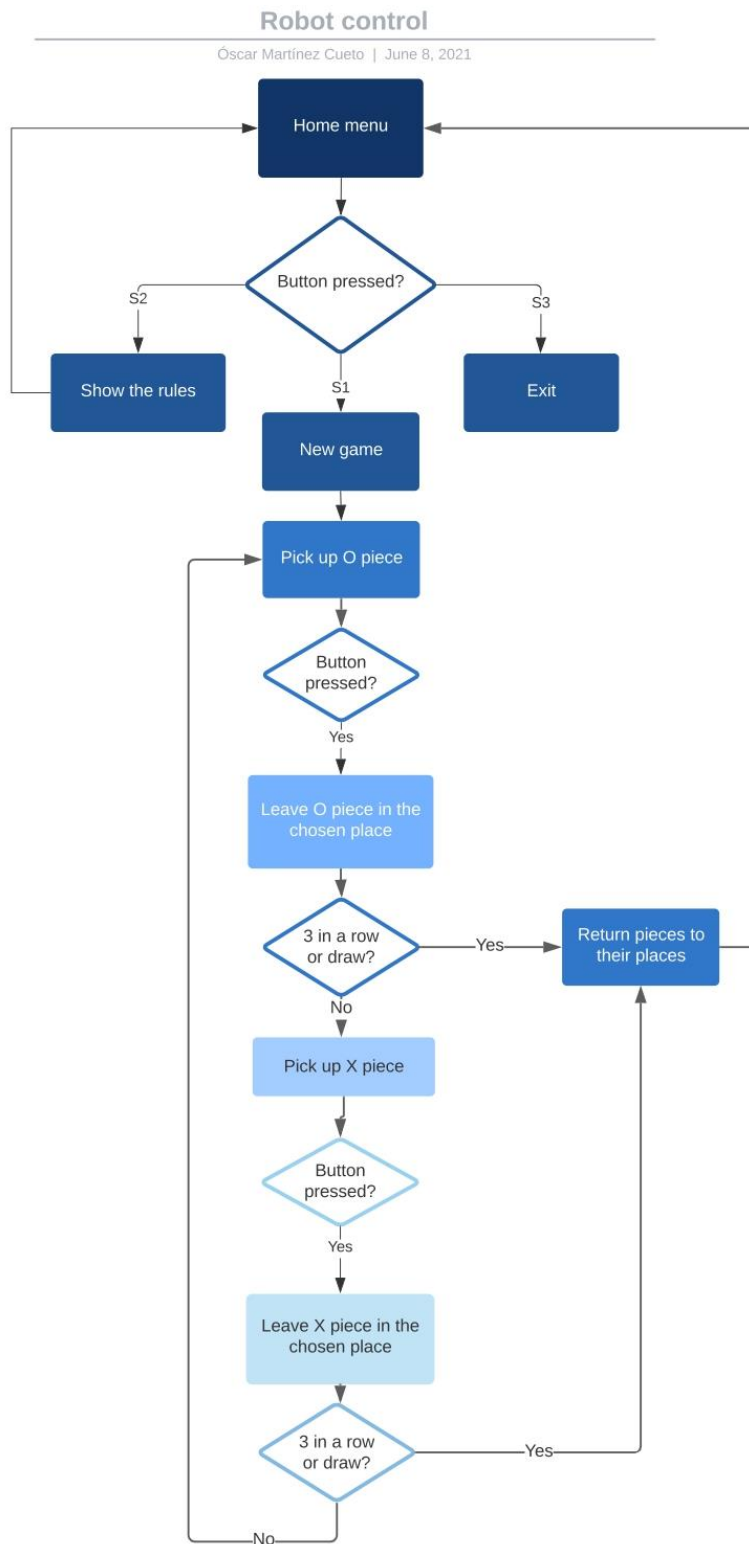 Robot control
Óscar Martínez Cueto | June 8, 2021
Home menu
Button pressed?
S2
S3
Show the rules
S1
Exit
New game
Pick up O piece
Button
pressed?
Yes
Leave O piece in the
chosen place
3 in a row
or draw?
Yes
Return pieces to
their places
No
Pick up X piece
Button
pressed?
Yes
Leave X piece in the
chosen place
3 in a row
or draw?
Yes
No